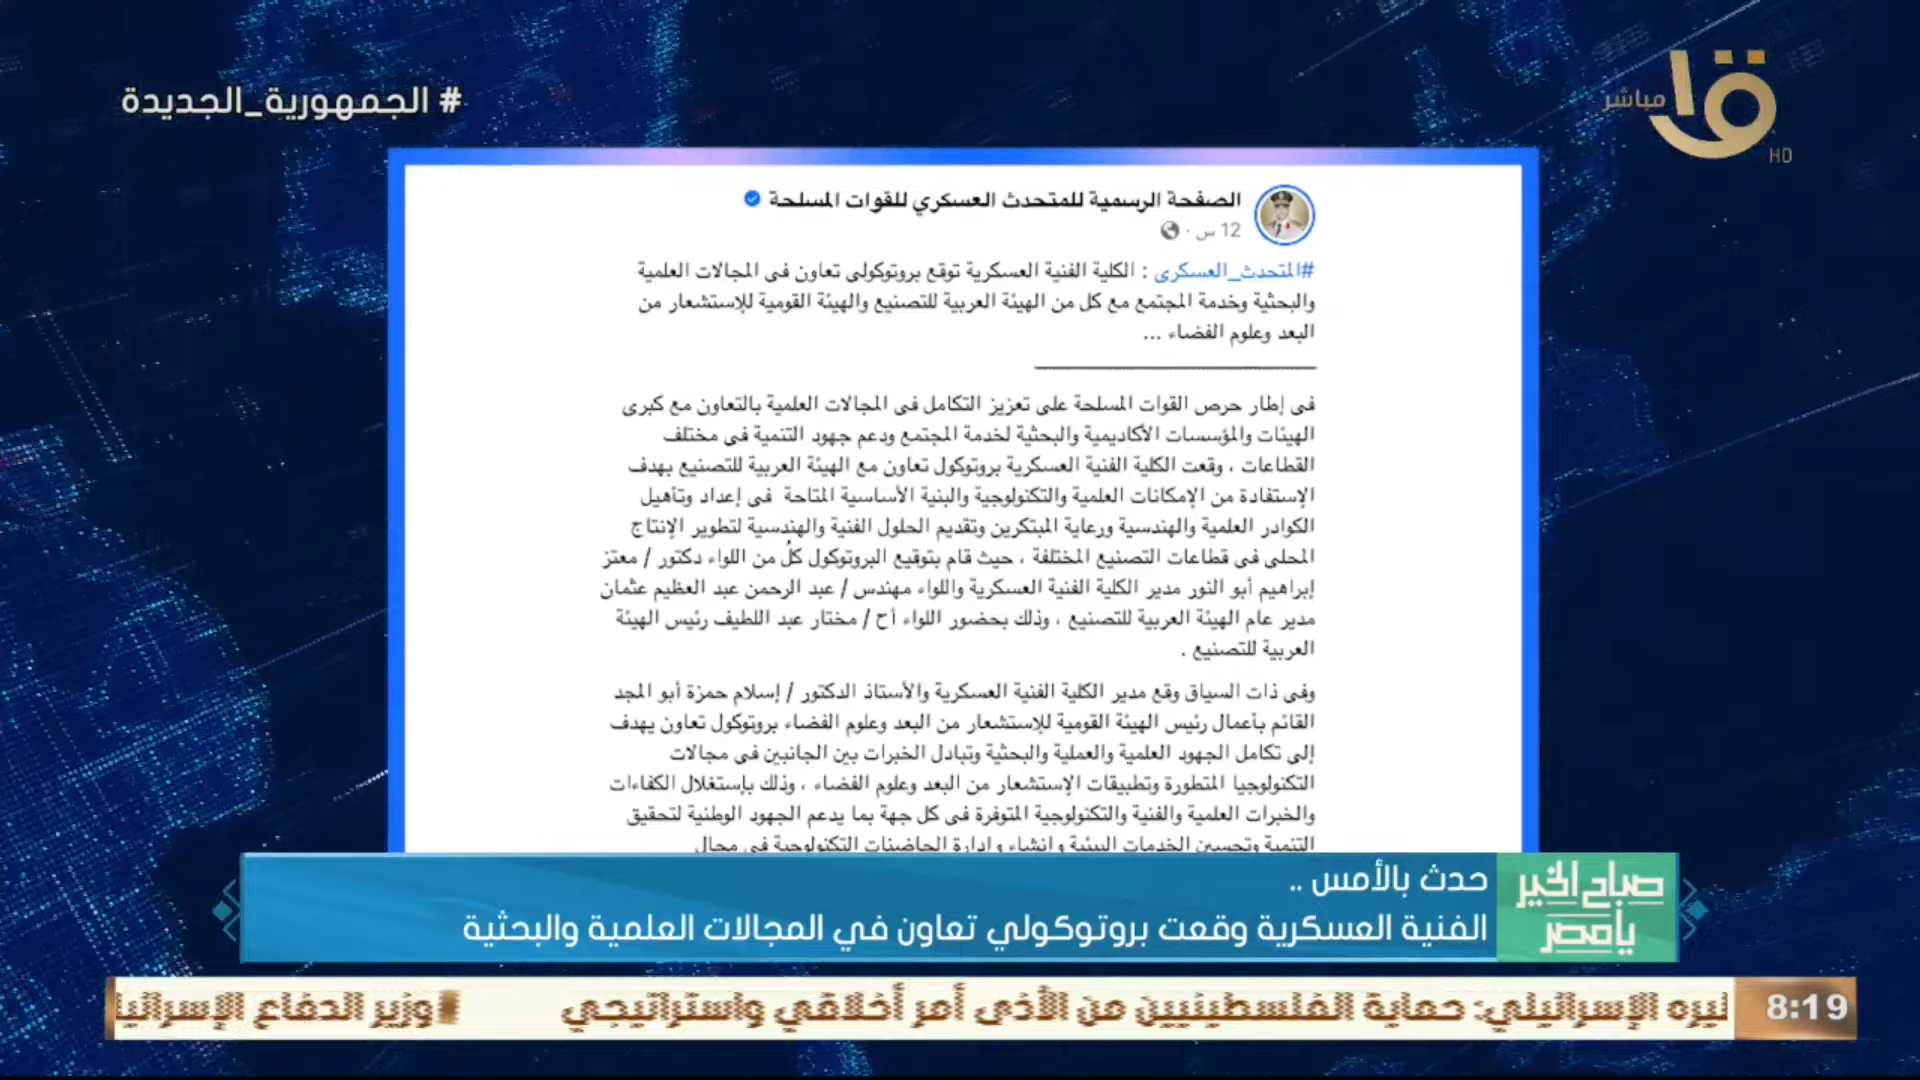 # الجمهورية_الجديدة
مباشر
HD
الصفحة الرسمية للمتحدث العسكري للقوات المسلحة
12 س ·
#المتحدث_العسكرى : الكلية الفنية العسكرية توقع بروتوكولى تعاون فى المجالات العلمية
والبحثية وخدمة المجتمع مع كل من الهيئة العربية للتصنيع والهيئة القومية للإستشعار من
البعد وعلوم الفضاء ...
فى إطار حرص القوات المسلحة على تعزيز التكامل فى المجالات العلمية بالتعاون مع كبرى
الهيئات والمؤسسات الأكاديمية والبحثية لخدمة المجتمع ودعم جهود التنمية فى مختلف
القطاعات ، وقعت الكلية الفنية العسكرية بروتوكول تعاون مع الهيئة العربية للتصنيع بهدف
الإستفادة من الإمكانات العلمية والتكنولوجية والبنية الأساسية المتاحة فى إعداد وتأهيل
الكوادر العلمية والهندسية ورعاية المبتكرين وتقديم الحلول الفنية والهندسية لتطوير الإنتاج
المحلى فى قطاعات التصنيع المختلفة ، حيث قام بتوقيع البروتوكول كلُ من اللواء دكتور / معتز
إبراهيم أبو النور مدير الكلية الفنية العسكرية واللواء مهندس / عبد الرحمن عبد العظيم عثمان
مدير عام الهيئة العربية للتصنيع ، وذلك بحضور اللواء أح / مختار عبد اللطيف رئيس الهيئة
العربية للتصنيع .
وفى ذات السياق وقع مدير الكلية الفنية العسكرية والأستاذ الدكتور / إسلام حمزة أبو المجد
القائم بأعمال رئيس الهيئة القومية للإستشعار من البعد وعلوم الفضاء بروتوكول تعاون يهدف
إلى تكامل الجهود العلمية والعملية والبحثية وتبادل الخبرات بين الجانبين فى مجالات
التكنولوجيا المتطورة وتطبيقات الإستشعار من البعد وعلوم الفضاء ، وذلك بإستغلال الكفاءات
والخبرات العلمية والفنية والتكنولوجية المتوفرة فى كل جهة بما يدعم الجهود الوطنية لتحقيق
التنمية وتحسين الخدمات البيئية وإنشاء وإدارة الحاضنات التكنولوجية فى مجال
صباح الخير
يا مصر
حدث بالأمس ..
الفنية العسكرية وقعت بروتوكولي تعاون في المجالات العلمية والبحثية
8:19
الإسرائيلي: حماية الفلسطينيين من الأذى أمر أخلاقي واستراتيجي وزير الدفاع